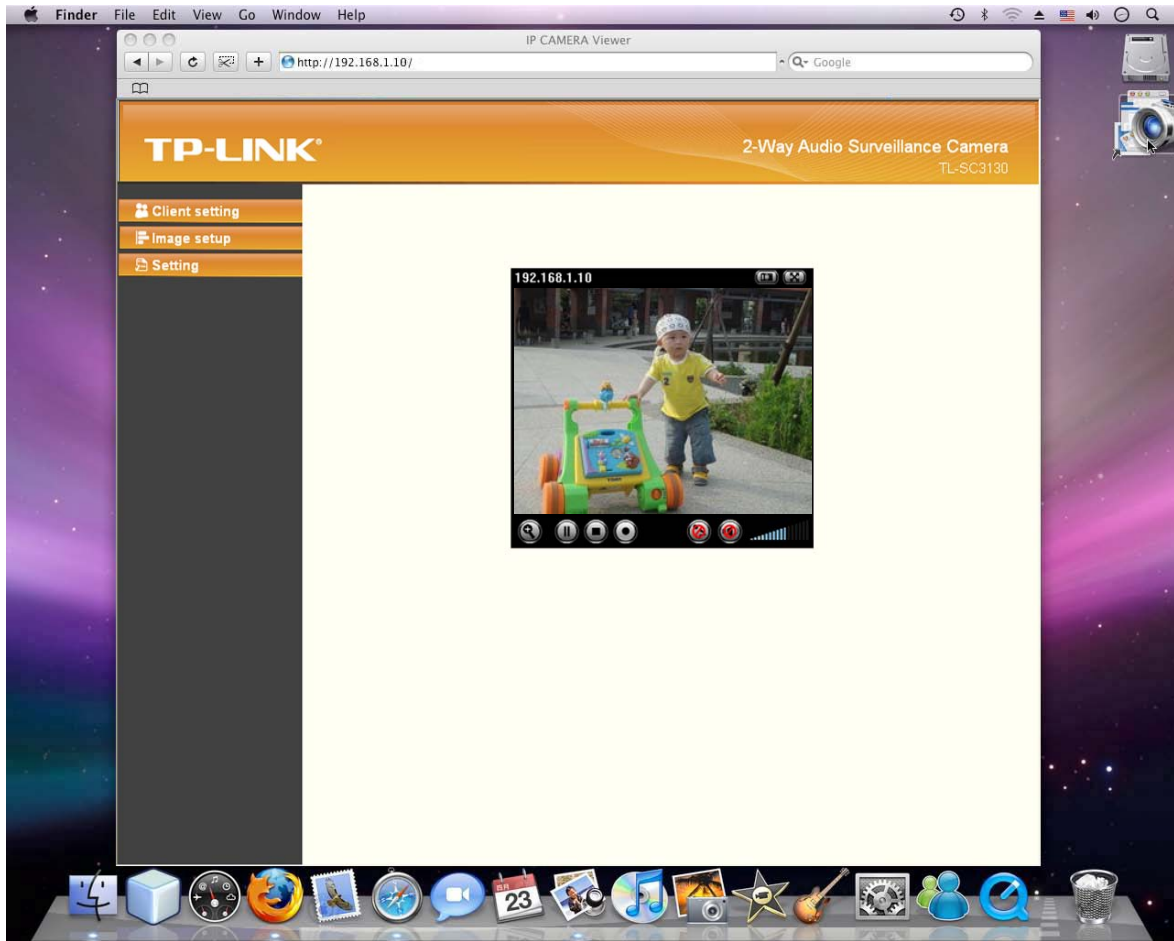 Finder File Edit View Go Window Help
IP CAMERA Viewer
http://192.168.1.10/
Google
TP-LINK®
2-Way Audio Surveillance Camera
TL-SC3130
Client setting
Image setup
Setting
192.168.1.10
23